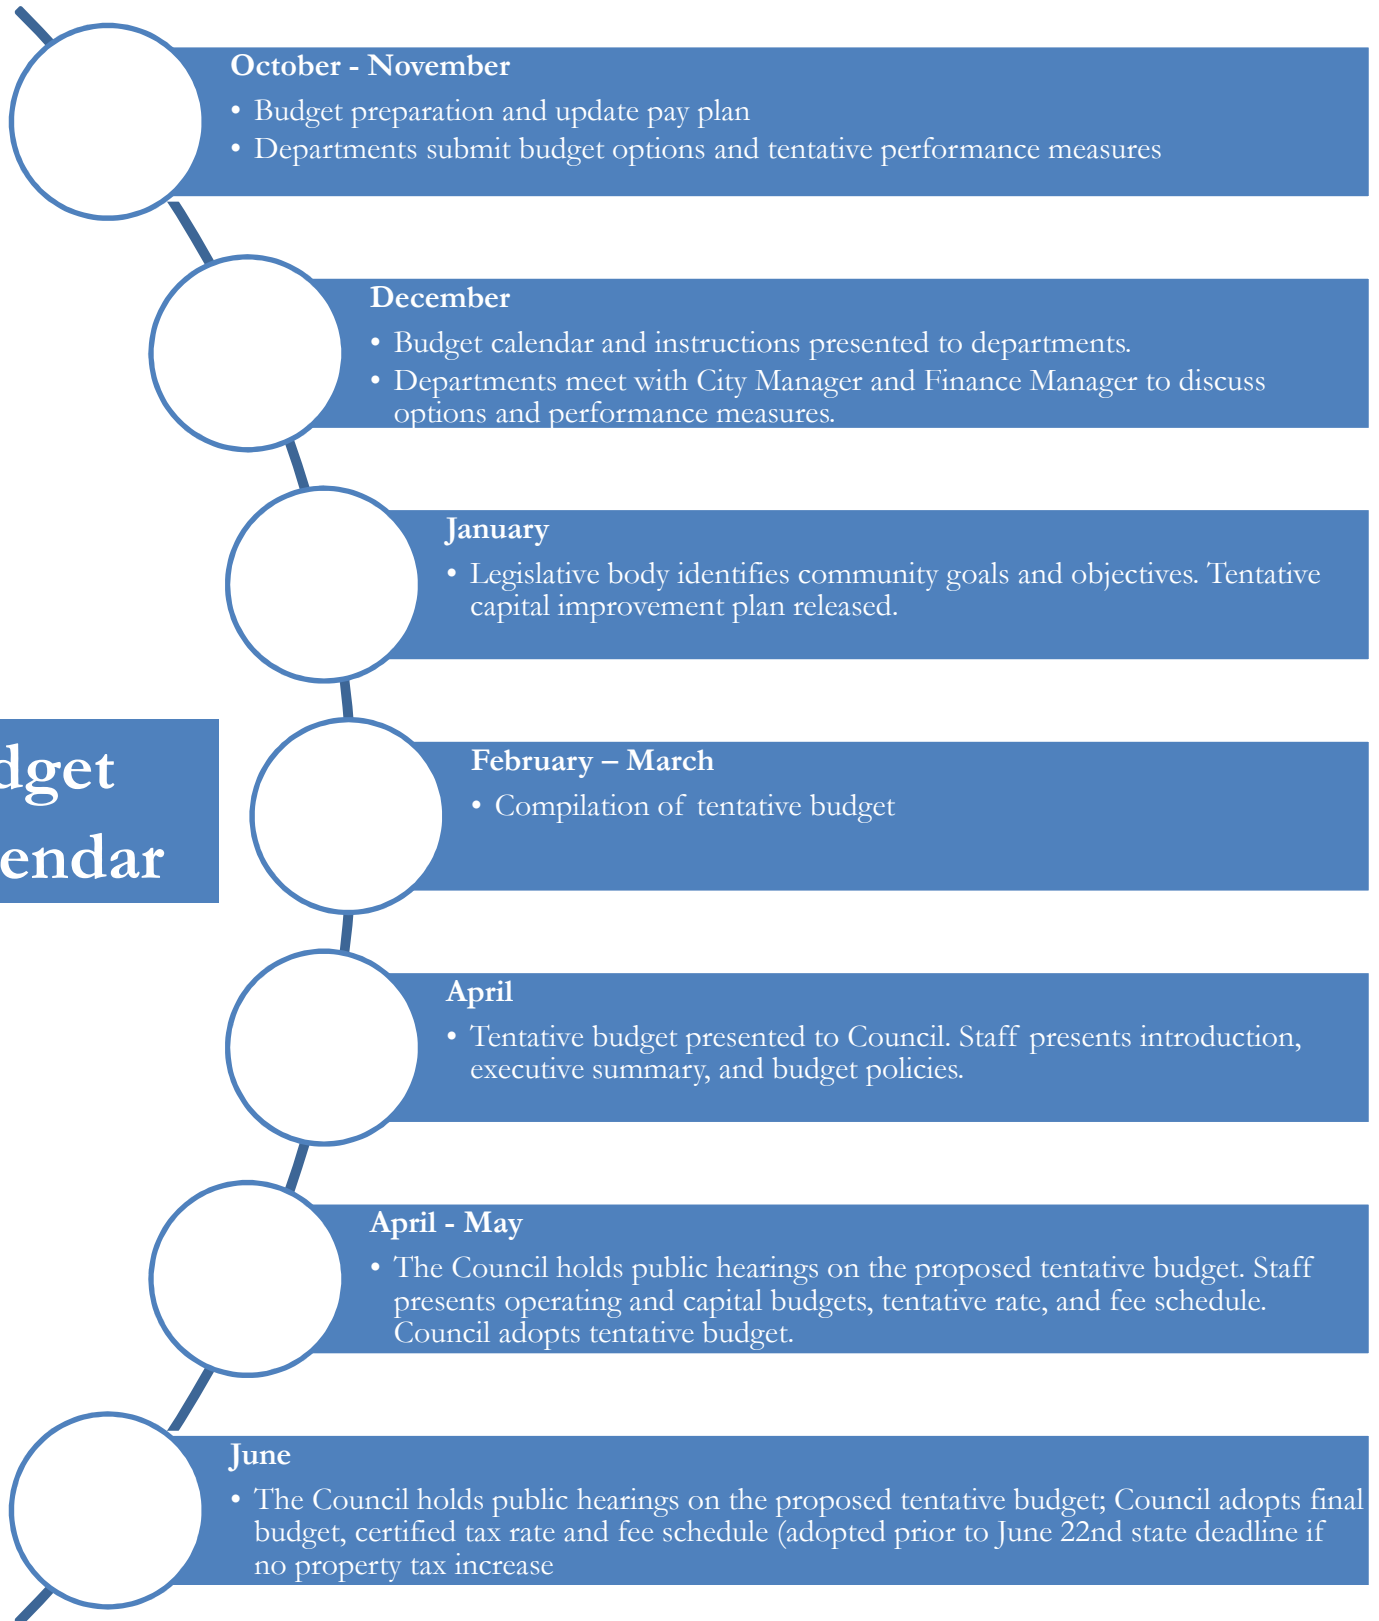 October - November
• Budget preparation and update pay plan
• Departments submit budget options and tentative performance measures
December
• Budget calendar and instructions presented to departments.
• Departments meet with City Manager and Finance Manager to discuss
options and performance measures.
January
• Legislative body identifies community goals and objectives. Tentative
capital improvement plan released.
dget
endar
February – March
• Compilation of tentative budget
April
• Tentative budget presented to Council. Staff presents introduction,
executive summary, and budget policies.
April - May
• The Council holds public hearings on the proposed tentative budget. Staff
presents operating and capital budgets, tentative rate, and fee schedule.
Council adopts tentative budget.
June
• The Council holds public hearings on the proposed tentative budget; Council adopts final
budget, certified tax rate and fee schedule (adopted prior to June 22nd state deadline if
no property tax increase